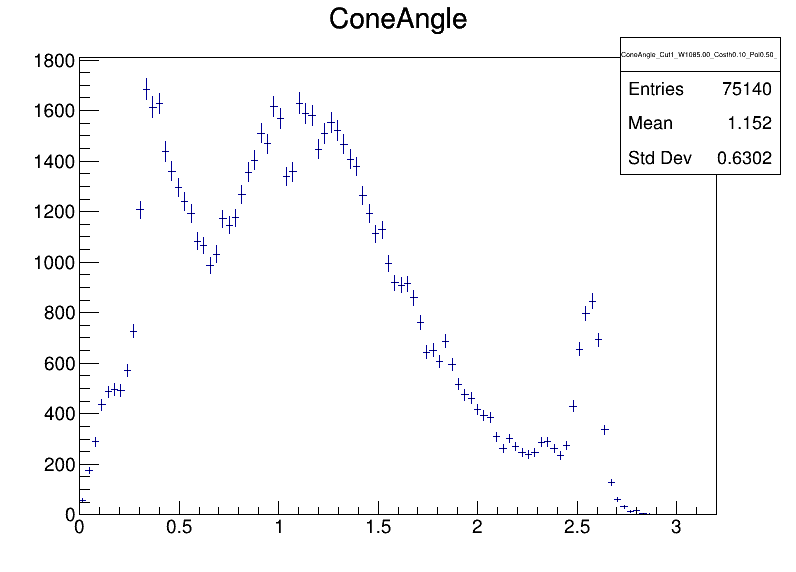 ConeAngle
ConeAngle_Cut1_W1085.00_Costh0.10_Pol0.50_
Entries 75140
Mean 1.152
Std Dev 0.6302
1800
1600
1400
1200
1000
800
600
400
200
0
0 0.5 1 1.5 2 2.5 3